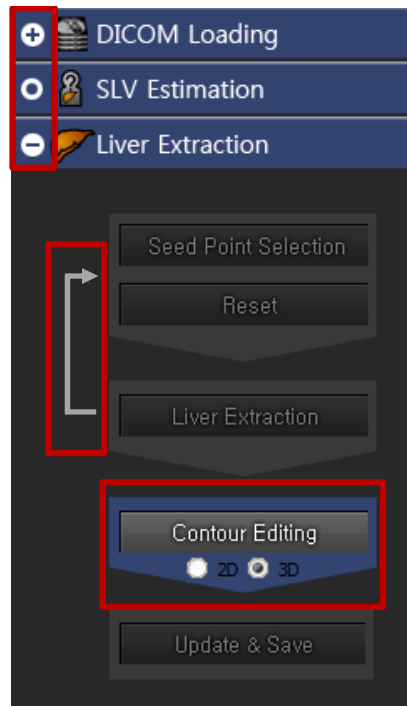 DICOM Loading
SLV Estimation
Liver Extraction
Seed Point Selection
Reset
Liver Extraction
Contour Editing
2D 3D
Update & Save